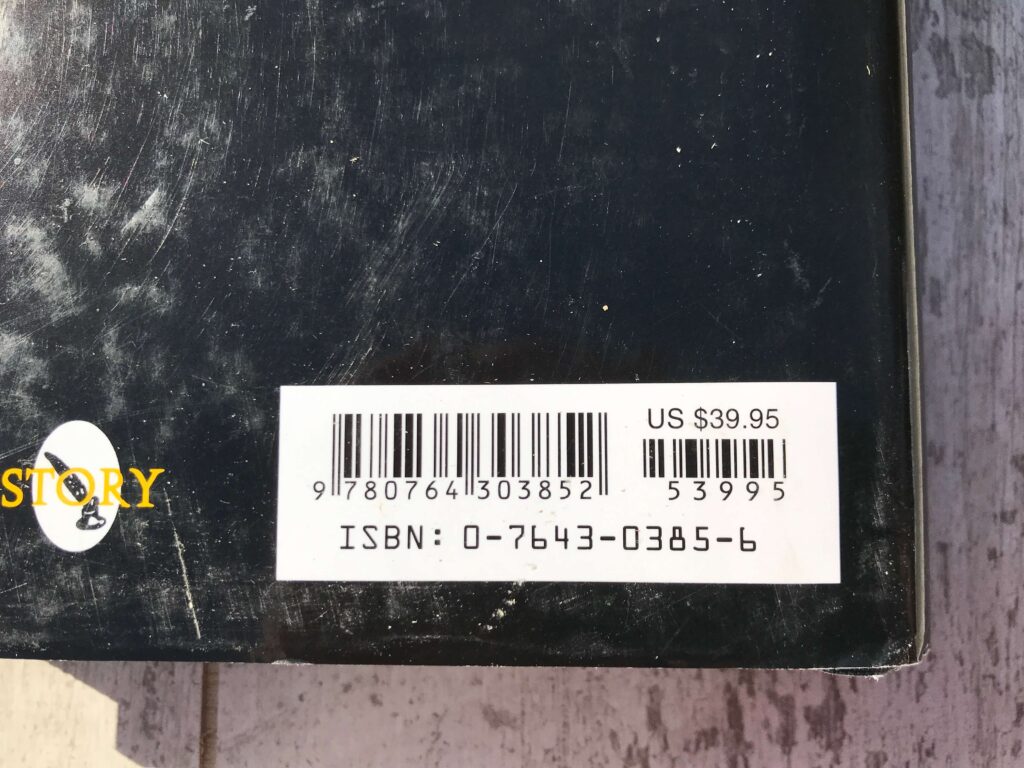 US $39.95
9 780764 303852
53995
ISBN: 0-7643-0385-6
STORY